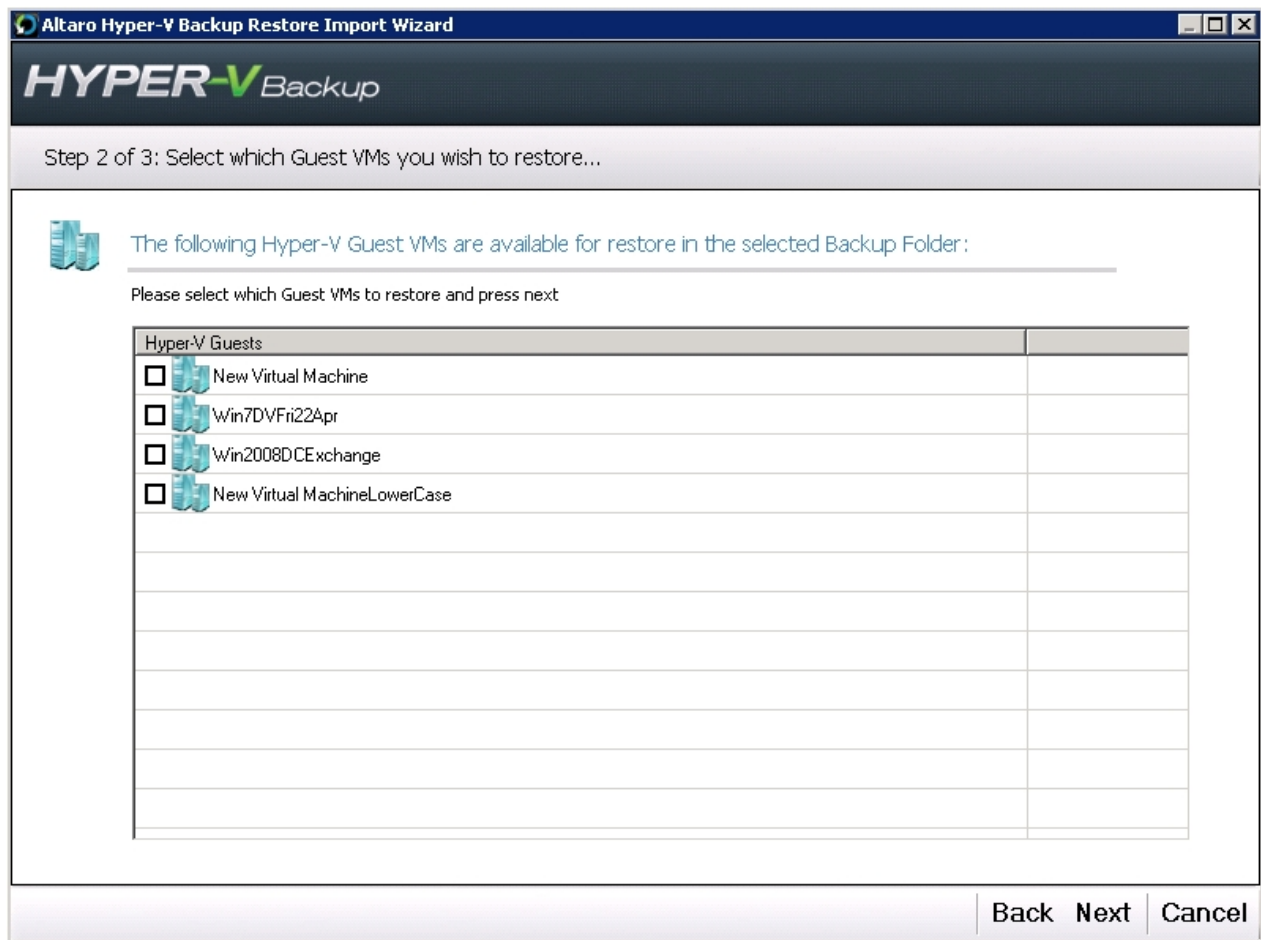 Altaro Hyper-V Backup Restore Import Wizard
HYPER-V Backup
Step 2 of 3: Select which Guest VMs you wish to restore...
The following Hyper-V Guest VMs are available for restore in the selected Backup Folder:
Please select which Guest VMs to restore and press next
Hyper-V Guests
New Virtual Machine
Win7DVFri22Apr
Win2008DCExchange
New Virtual MachineLowerCase
Back Next Cancel